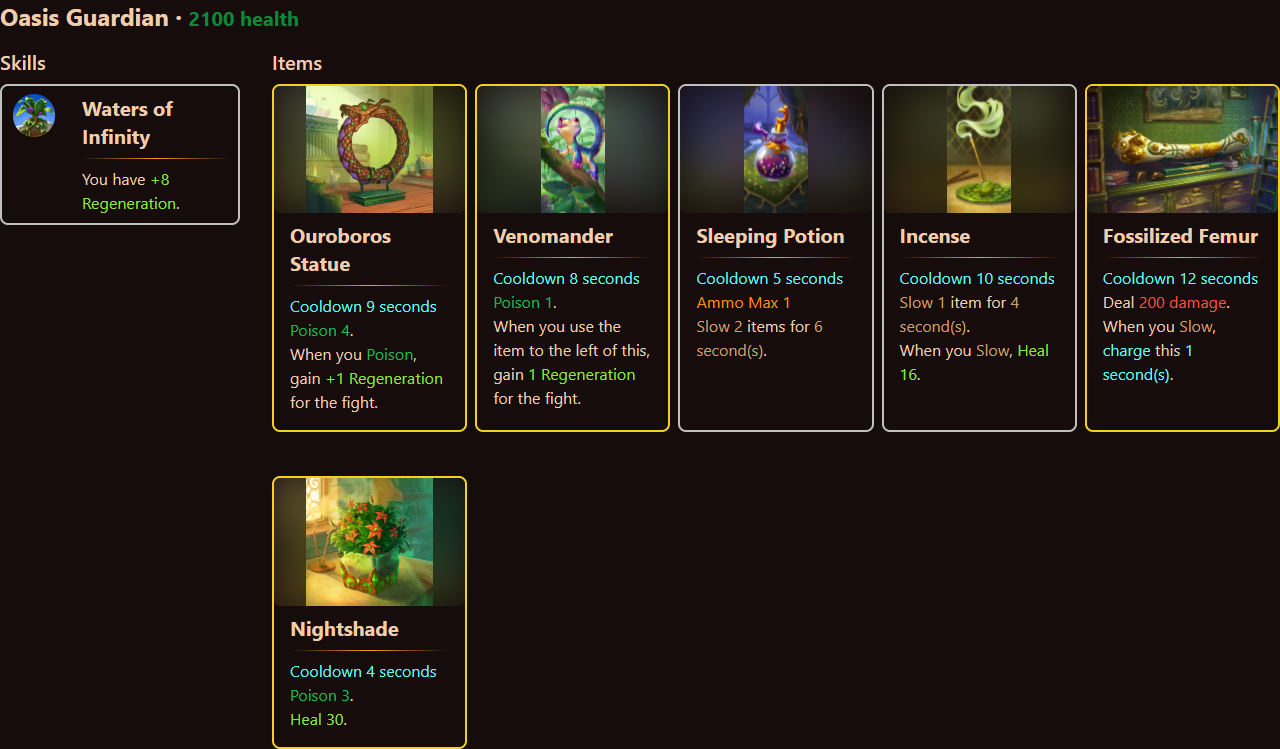 Oasis Guardian · 2100 health
Skills
Waters of
Infinity
You have +8
Regeneration.
Items
Ouroboros
Statue
Cooldown 9 seconds
Poison 4.
When you Poison,
gain +1 Regeneration
for the fight.
Venomander
Cooldown 8 seconds
Poison 1.
When you use the
item to the left of this,
gain 1 Regeneration
for the fight.
Sleeping Potion
Cooldown 5 seconds
Ammo Max 1
Slow 2 items for 6
second(s).
Incense
Cooldown 10 seconds
Slow 1 item for 4
second(s).
When you Slow, Heal
16.
Fossilized Femur
Cooldown 12 seconds
Deal 200 damage.
When you Slow,
charge this 1
second(s).
Nightshade
Cooldown 4 seconds
Poison 3.
Heal 30.